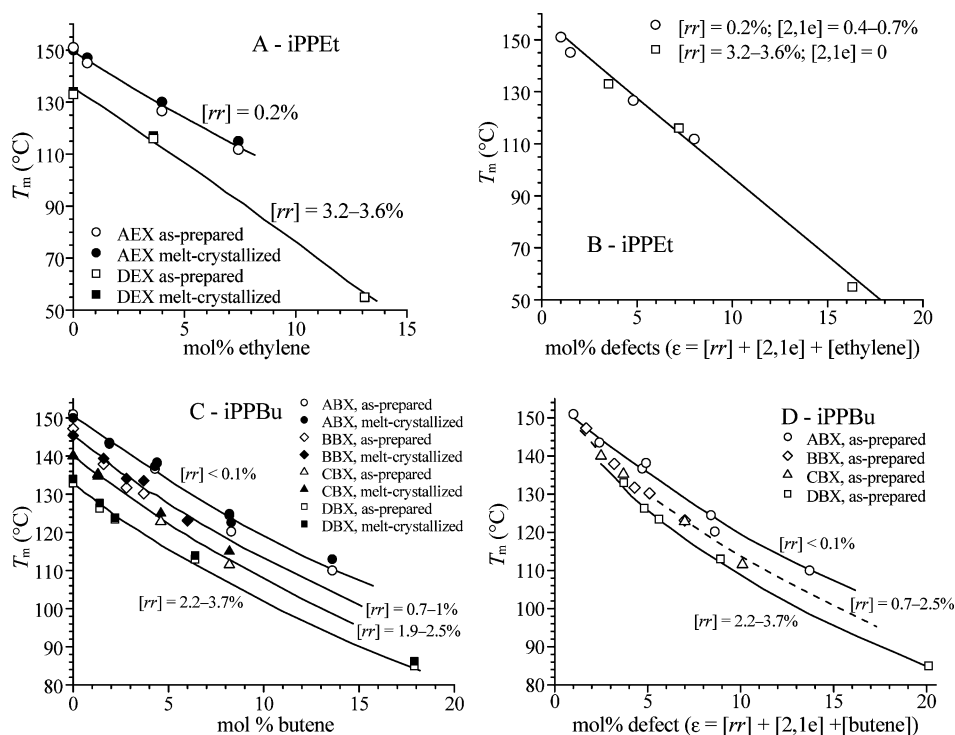 A - iPPEt
150
130
110
90
70
50
Tm (°C)
[rr] = 0.2%
[rr] = 3.2–3.6%
AEX as-prepared
AEX melt-crystallized
DEX as-prepared
DEX melt-crystallized
0 5 10 15
mol% ethylene
[rr] = 0.2%; [2,1e] = 0.4–0.7%
[rr] = 3.2–3.6%; [2,1e] = 0
150
130
110
90
70
50
Tm (°C)
B - iPPEt
0 5 10 15 20
mol% defects (ε = [rr] + [2,1e] + [ethylene])
C - iPPBu
ABX, as-prepared
ABX, melt-crystallized
BBX, as-prepared
BBX, melt-crystallized
CBX, as-prepared
CBX, melt-crystallized
DBX, as-prepared
DBX, melt-crystallized
150
140
130
120
110
100
90
80
Tm (°C)
[rr] < 0.1%
[rr] = 0.7–1%
[rr] = 1.9–2.5%
[rr] = 2.2–3.7%
0 5 10 15 20
mol % butene
D - iPPBu
ABX, as-prepared
BBX, as-prepared
CBX, as-prepared
DBX, as-prepared
150
140
130
120
110
100
90
80
Tm (°C)
[rr] < 0.1%
[rr] = 0.7–2.5%
[rr] = 2.2–3.7%
0 5 10 15 20
mol% defect (ε = [rr] + [2,1e] +[butene])